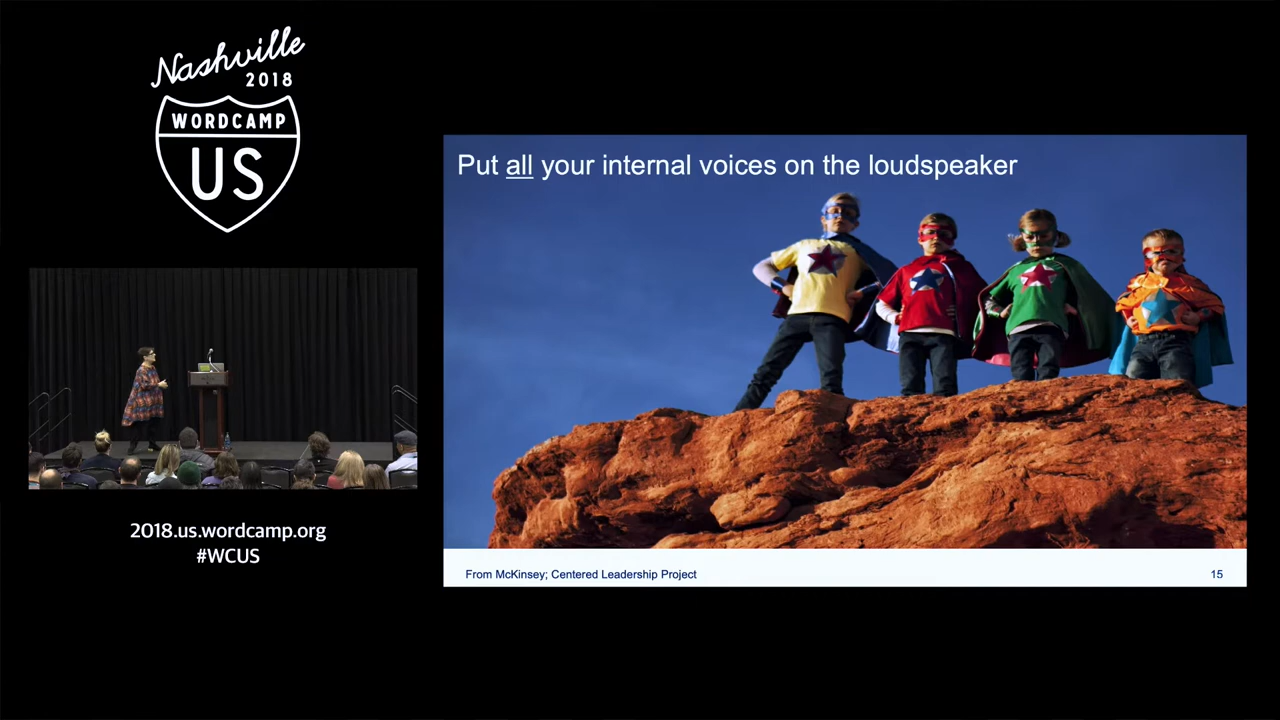 Nashville
2018
WORDCAMP
US
2018.us.wordcamp.org
#WCUS
Put all your internal voices on the loudspeaker
From McKinsey; Centered Leadership Project
15